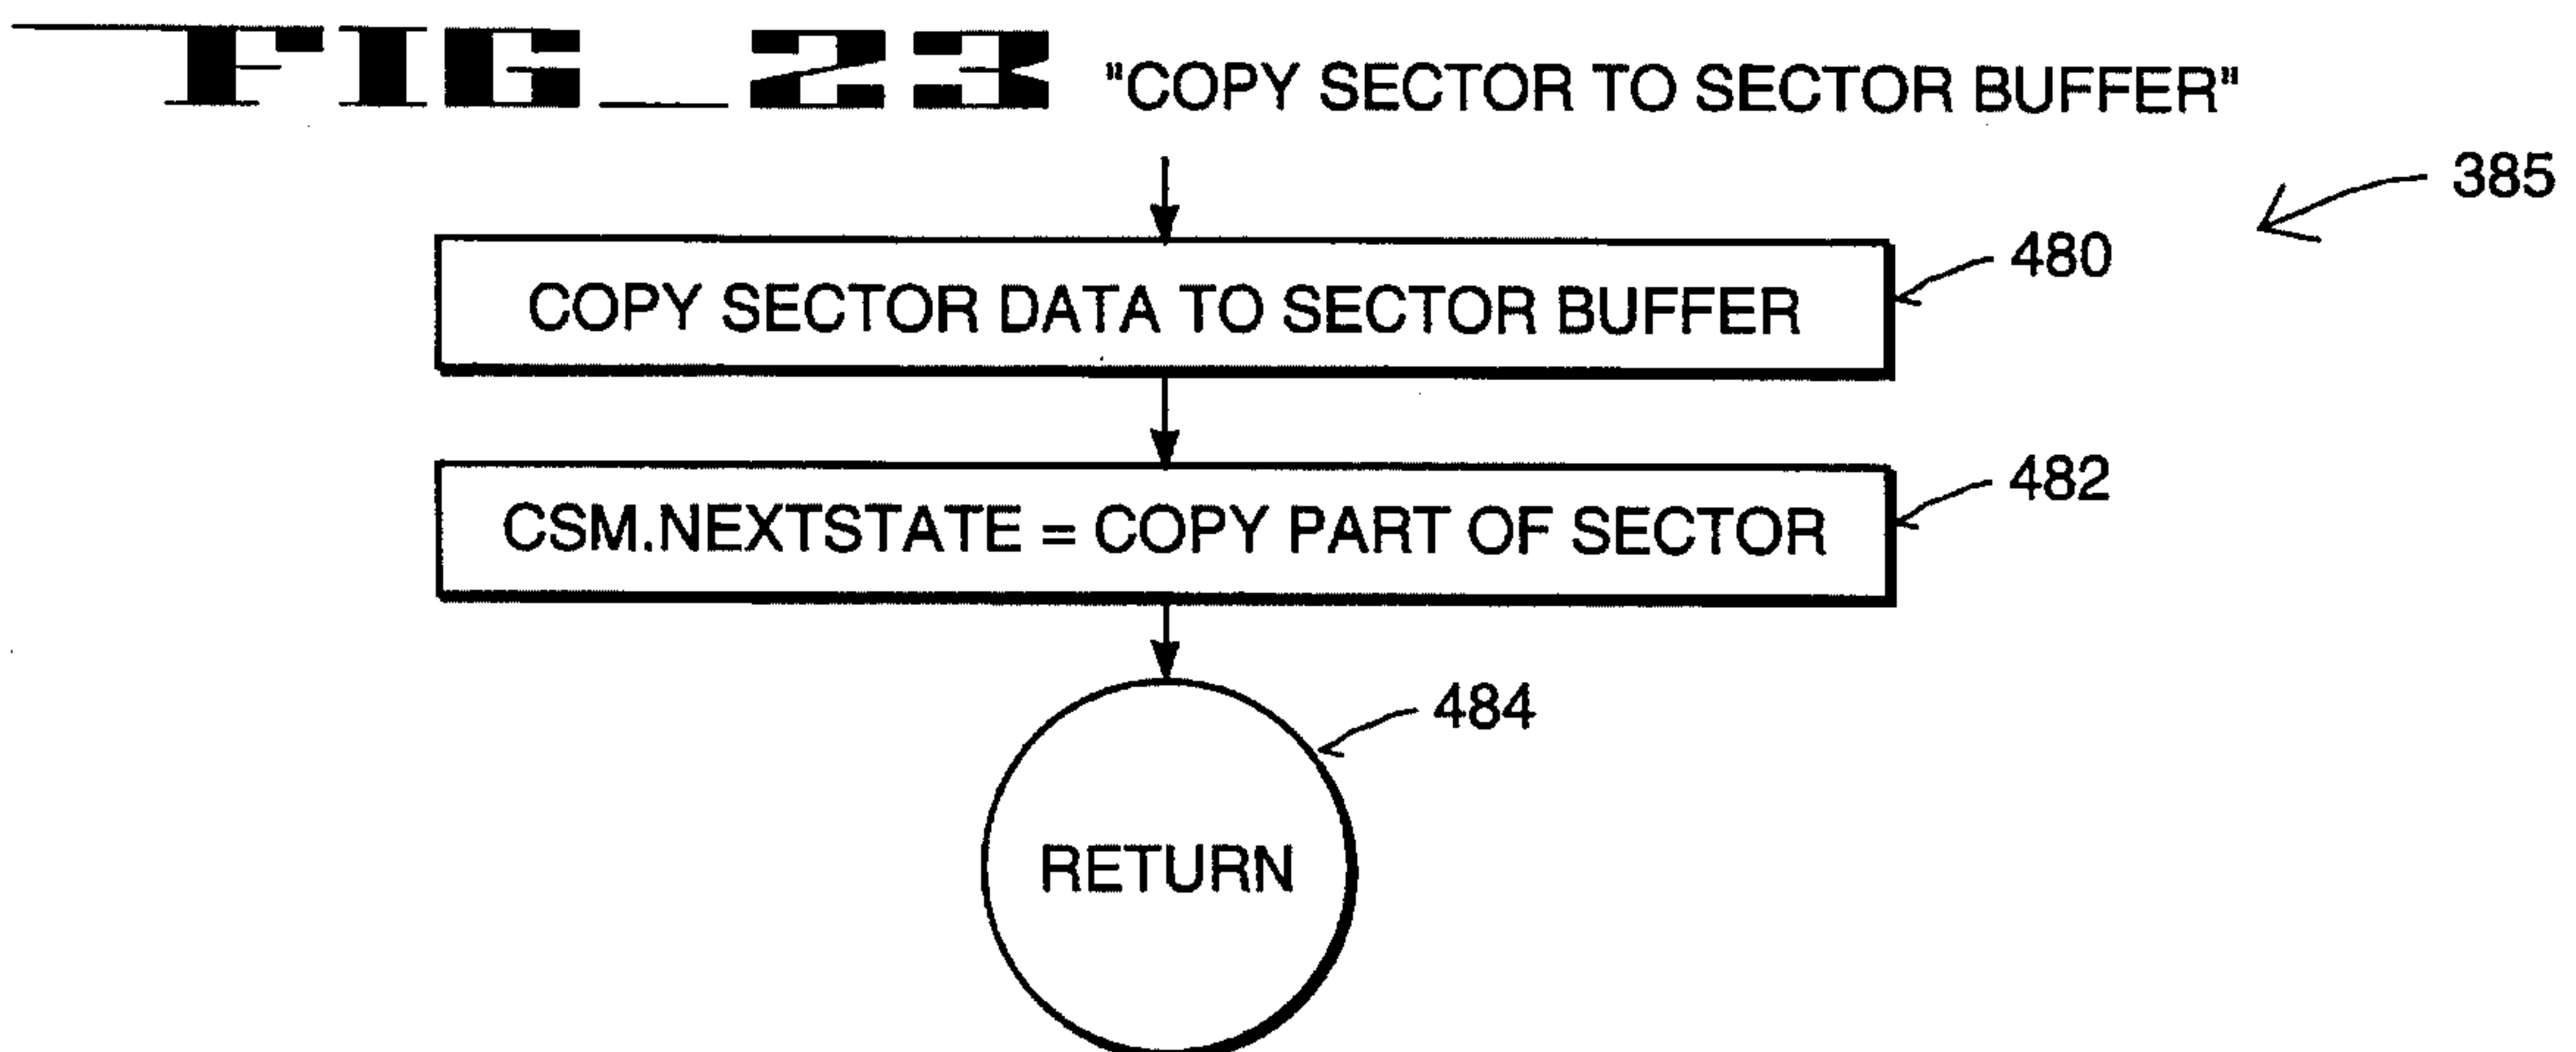 FIG_23 "COPY SECTOR TO SECTOR BUFFER"
385
480
COPY SECTOR DATA TO SECTOR BUFFER
482
CSM.NEXTSTATE = COPY PART OF SECTOR
484
RETURN